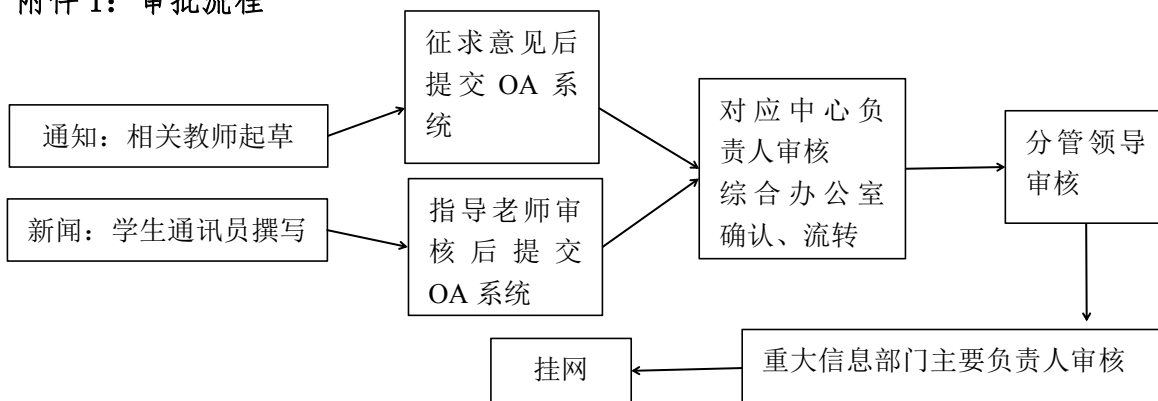 附件 1：审批流程
征求意见后
提交 OA 系
统
通知：相关教师起草
新闻：学生通讯员撰写
指导老师审
核后提交
OA 系统
对应中心负
责人审核
综合办公室
确认、流转
分管领导
审核
重大信息部门主要负责人审核
挂网